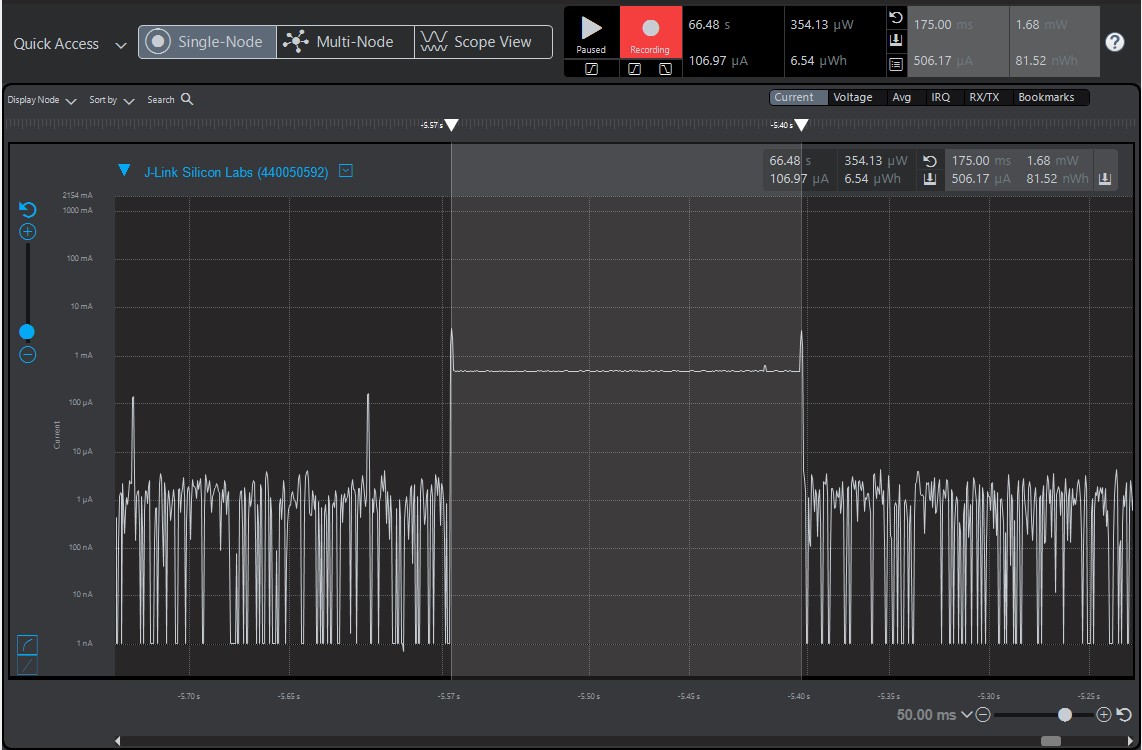 Quick Access
Single-Node
Multi-Node
Scope View
Paused
Recording
66.48 s
106.97 µA
354.13 µW
6.54 µWh
175.00 ms
506.17 µA
1.68 mW
81.52 nWh
?
Display Node
Sort by
Search
Current
Voltage
Avg
IRQ
RX/TX
Bookmarks
-5.57 s
-5.40 s
J-Link Silicon Labs (440050592)
66.48 s
106.97 µA
354.13 µW
6.54 µWh
175.00 ms
506.17 µA
1.68 mW
81.52 nWh
2154 mA
1000 mA
100 mA
10 mA
1 mA
100 µA
10 µA
1 µA
100 nA
10 nA
1 nA
Current
-5.70 s
-5.65 s
-5.57 s
-5.50 s
-5.45 s
-5.40 s
-5.35 s
-5.30 s
-5.25 s
50.00 ms